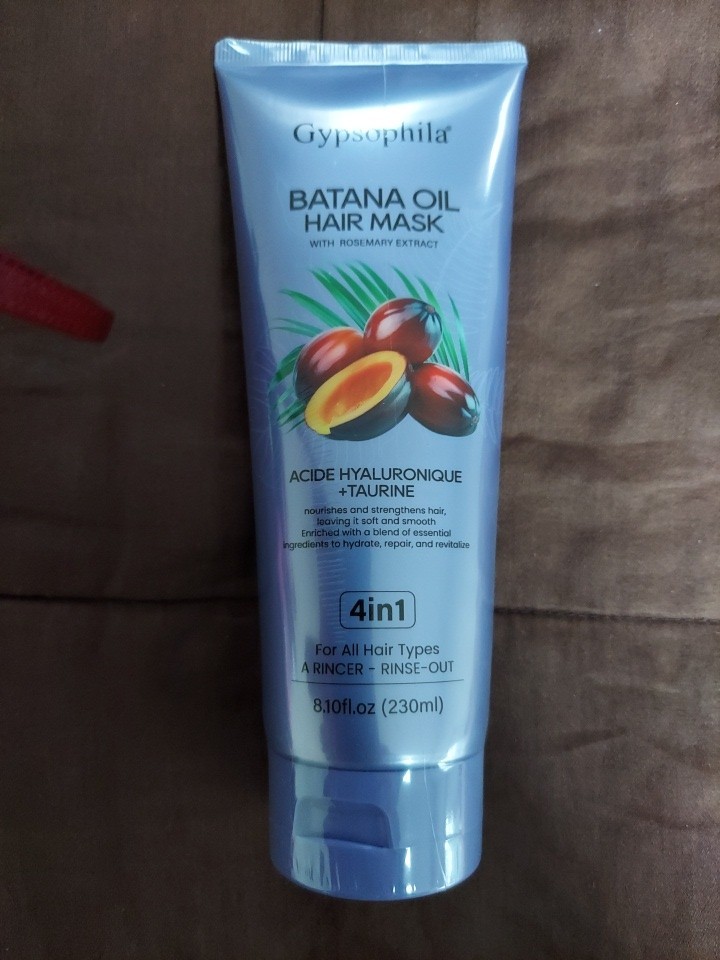 Gypsophila®
BATANA OIL
HAIR MASK
WITH ROSEMARY EXTRACT
ACIDE HYALURONIQUE
+TAURINE
nourishes and strengthens hair,
leaving it soft and smooth
Enriched with a blend of essential
ingredients to hydrate, repair, and revitalize
4in1
For All Hair Types
A RINCER - RINSE-OUT
8.10fl.oz (230ml)